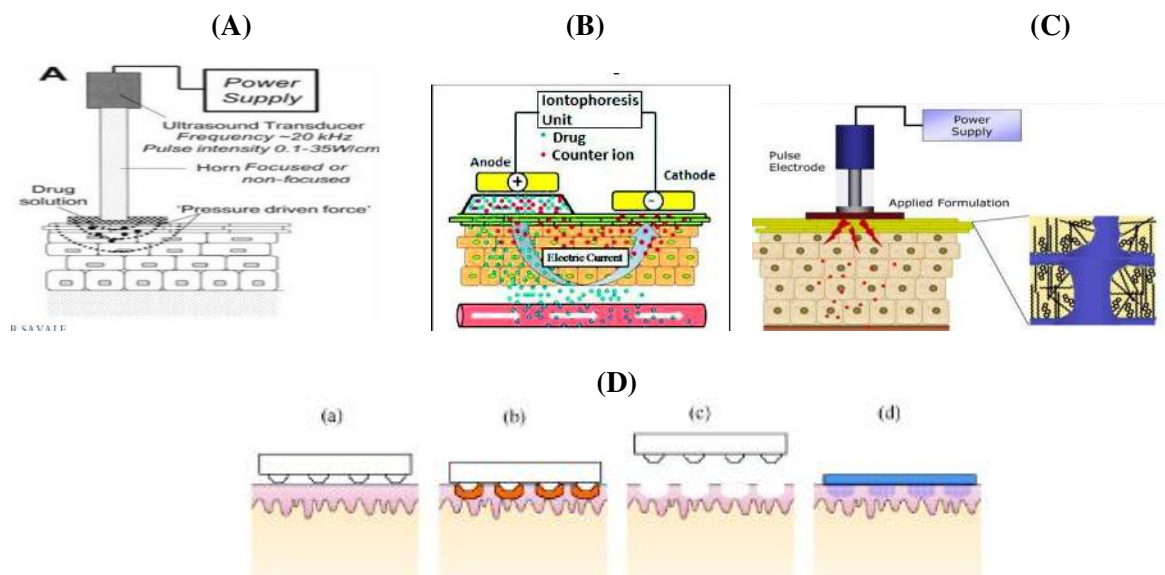 (A)
(B)
(C)
A
Power
Supply
Ultrasound Transducer
Frequency ~20 kHz
Pulse intensity 0.1-35W/cm
Horn Focused or
non-focused
Drug
solution
'Pressure driven force'
R SAVALE
Iontophoresis
Unit
Drug
Counter ion
Anode
+
Cathode
-
Electric Current
Power
Supply
Pulse
Electrode
Applied Formulation
(D)
(a)
(b)
(c)
(d)